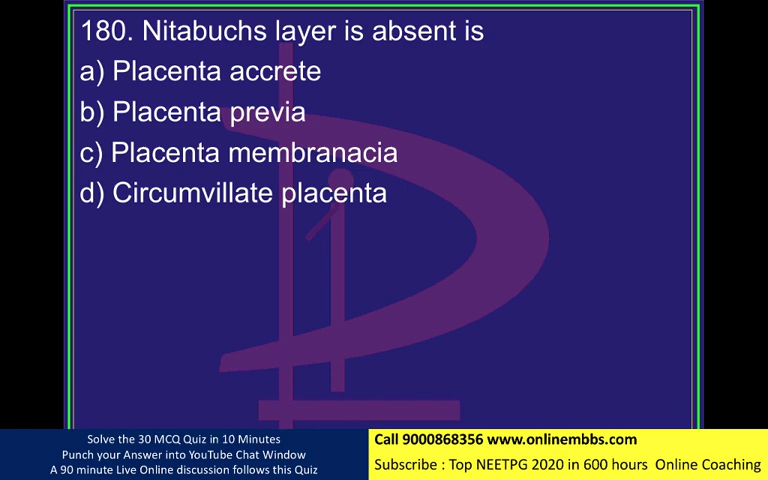 180. Nitabuchs layer is absent is
a) Placenta accrete
b) Placenta previa
c) Placenta membranacia
d) Circumvillate placenta
Solve the 30 MCQ Quiz in 10 Minutes
Punch your Answer into YouTube Chat Window
A 90 minute Live Online discussion follows this Quiz
Call 9000868356 www.onlinembbs.com
Subscribe : Top NEETPG 2020 in 600 hours Online Coaching